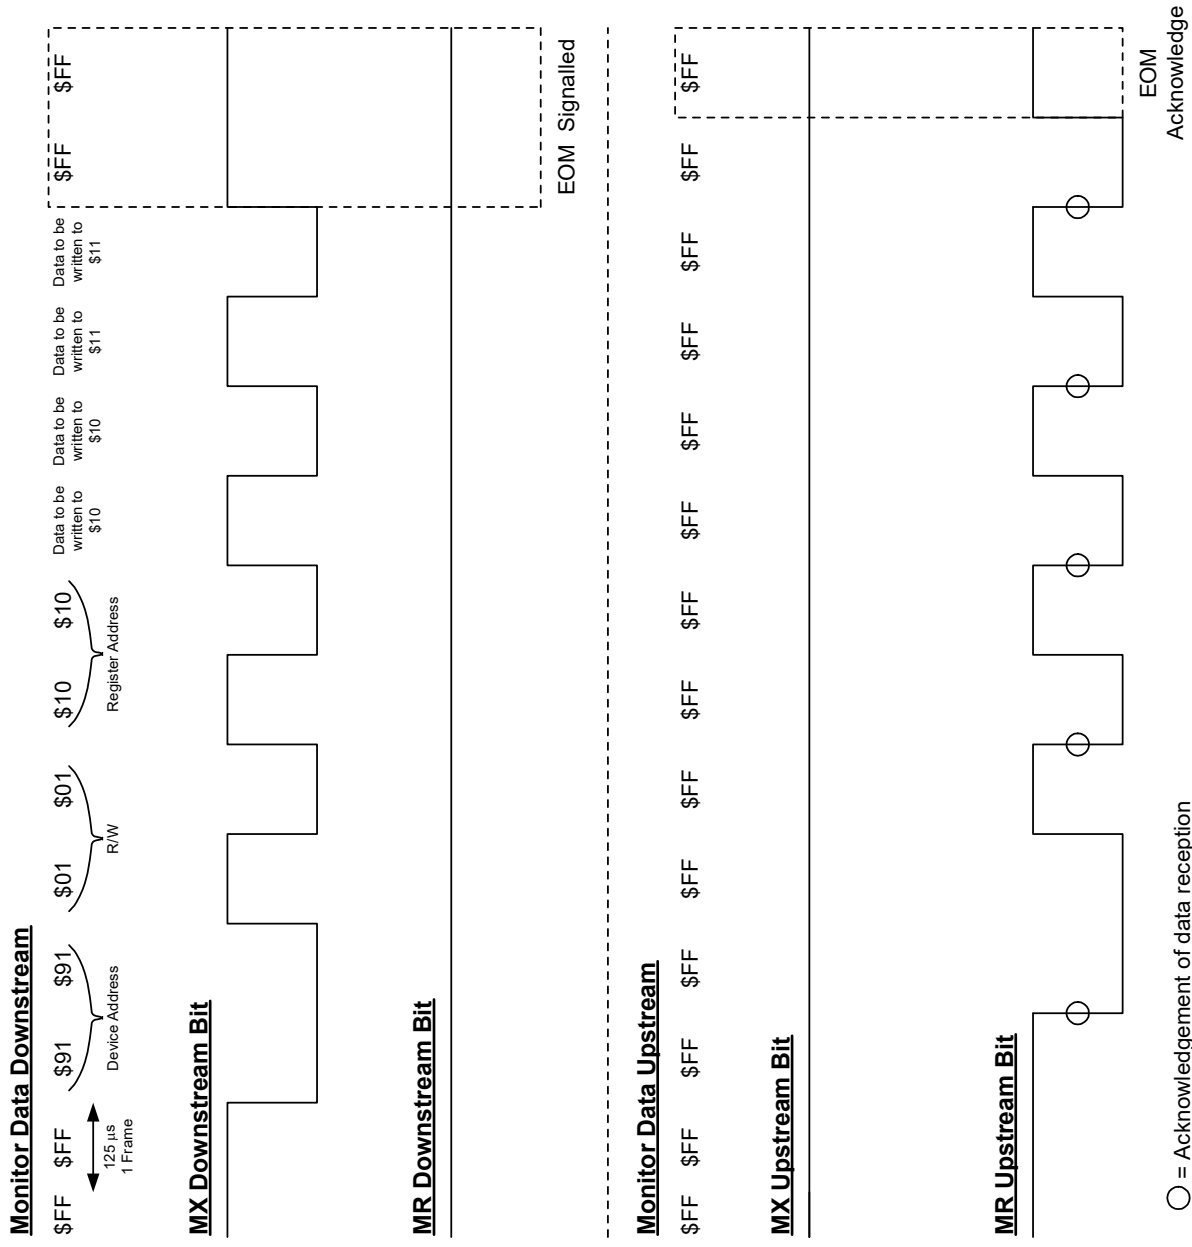 Monitor Data Downstream
$FF $FF $91 $91 $01 $01 $10 $10 Data to be written to $10 Data to be written to $10 Data to be written to $11 Data to be written to $11 $FF $FF
125 µs
1 Frame
Device Address
R/W
Register Address
MX Downstream Bit
MR Downstream Bit
EOM Signalled
Monitor Data Upstream
$FF $FF $FF $FF $FF $FF $FF $FF $FF $FF $FF $FF $FF $FF
MX Upstream Bit
MR Upstream Bit
EOM
Acknowledge
= Acknowledgement of data reception